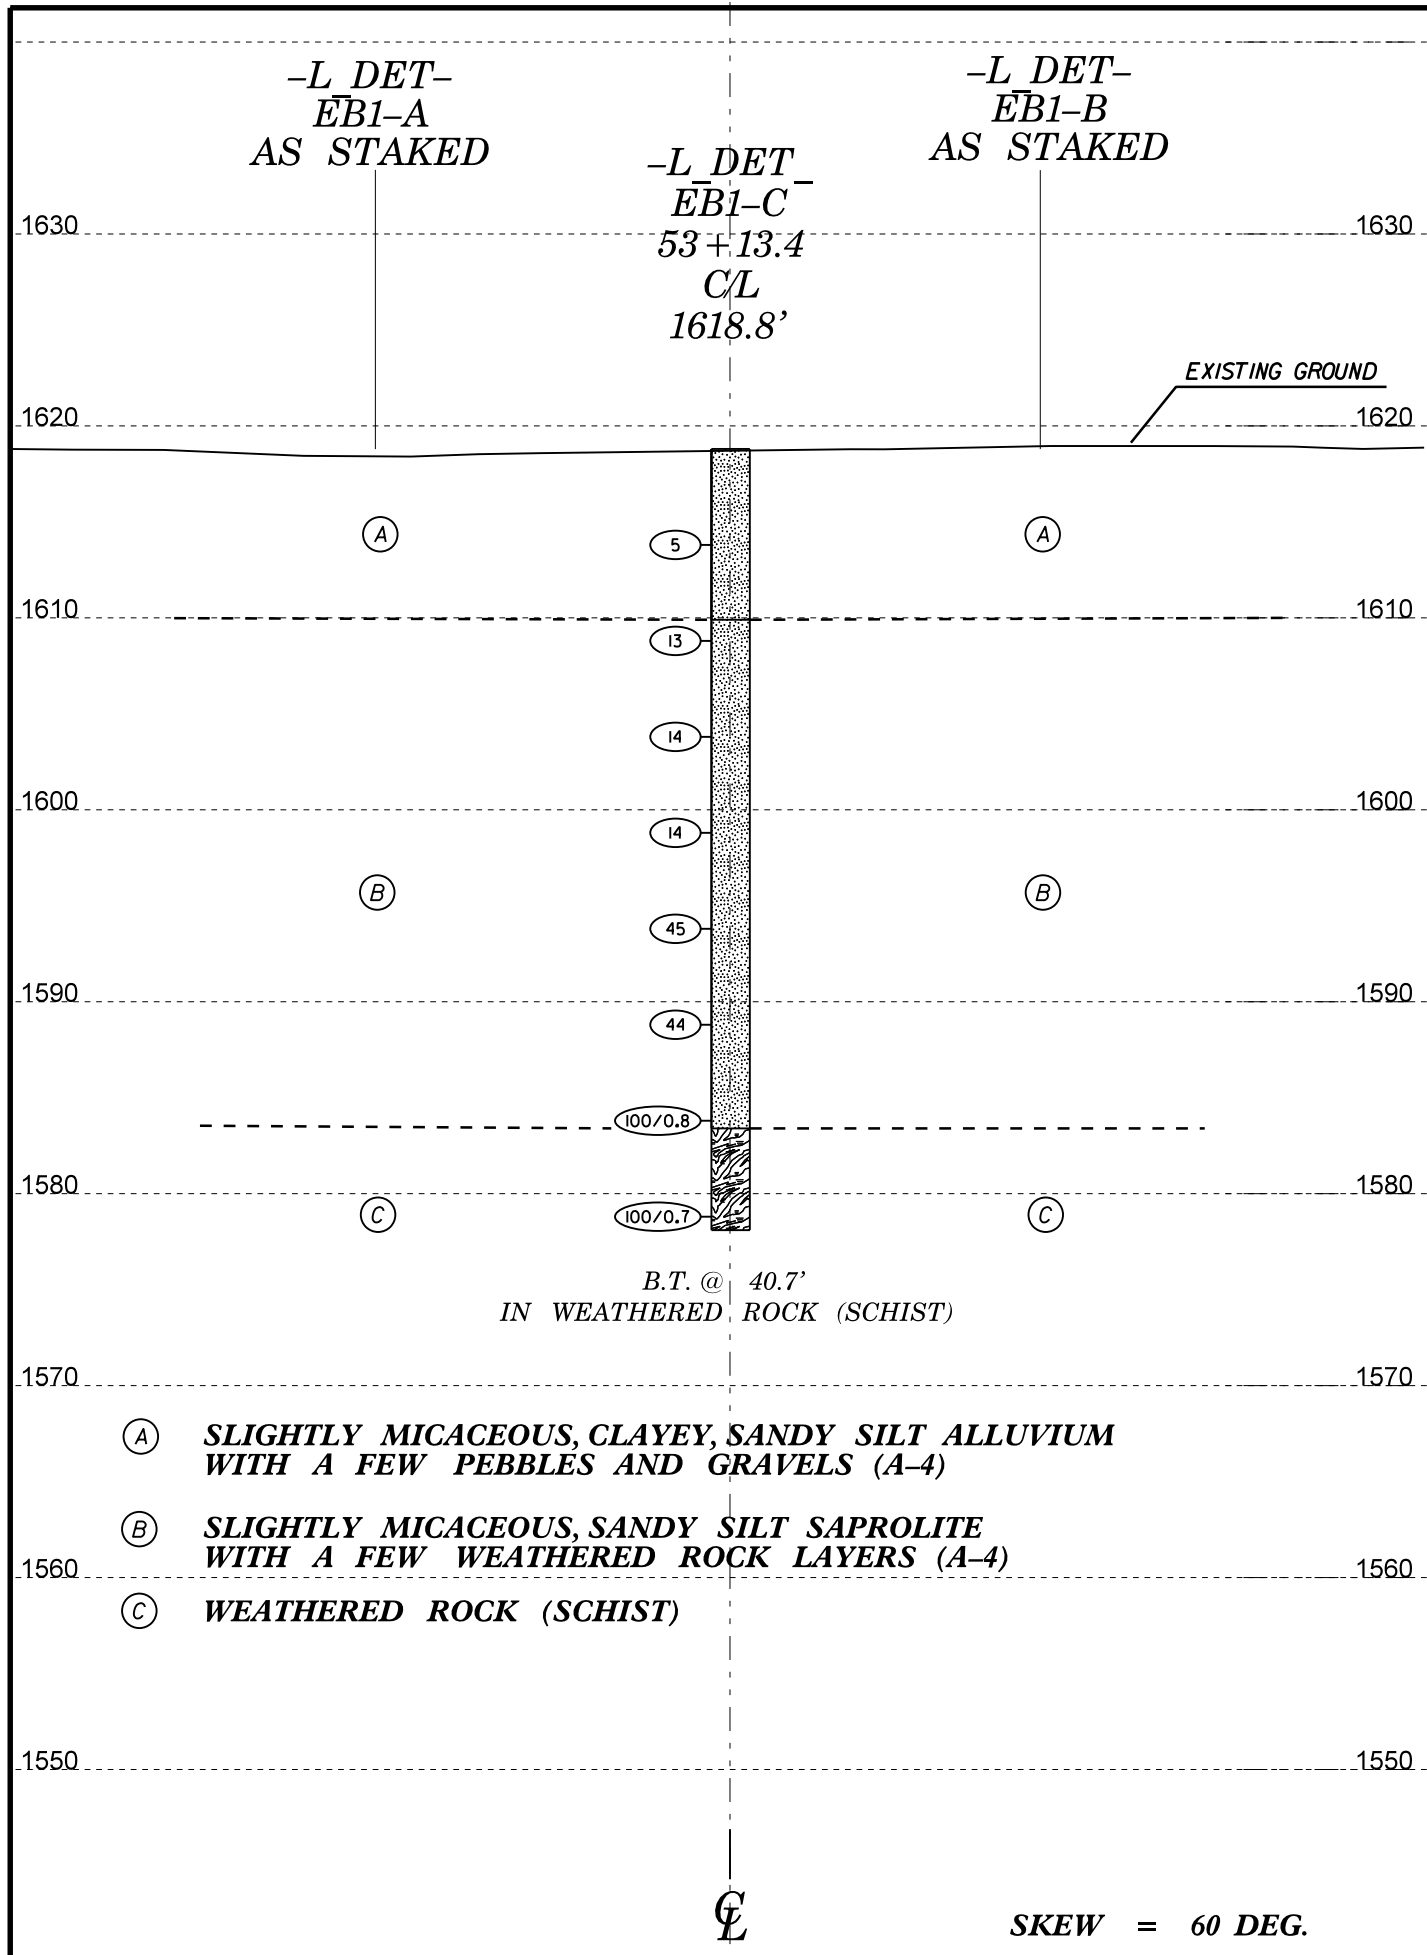 –L_DET–
EB1–A
AS STAKED
–L_DET–
EB1–B
AS STAKED
–L_DET_
EB1–C
53+13.4
C/L
1618.8’
1630 1630
EXISTING GROUND
1620 1620
A A
5
1610 1610
13
14
1600 1600
14
B B
45
1590 1590
44
100/0.8
1580 1580
C C
100/0.7
B.T. @ 40.7’
IN WEATHERED ROCK (SCHIST)
1570 1570
A SLIGHTLY MICACEOUS, CLAYEY, SANDY SILT ALLUVIUM
WITH A FEW PEBBLES AND GRAVELS (A–4)
B SLIGHTLY MICACEOUS, SANDY SILT SAPROLITE
WITH A FEW WEATHERED ROCK LAYERS (A–4)
1560 1560
C WEATHERED ROCK (SCHIST)
1550 1550
CL
SKEW = 60 DEG.